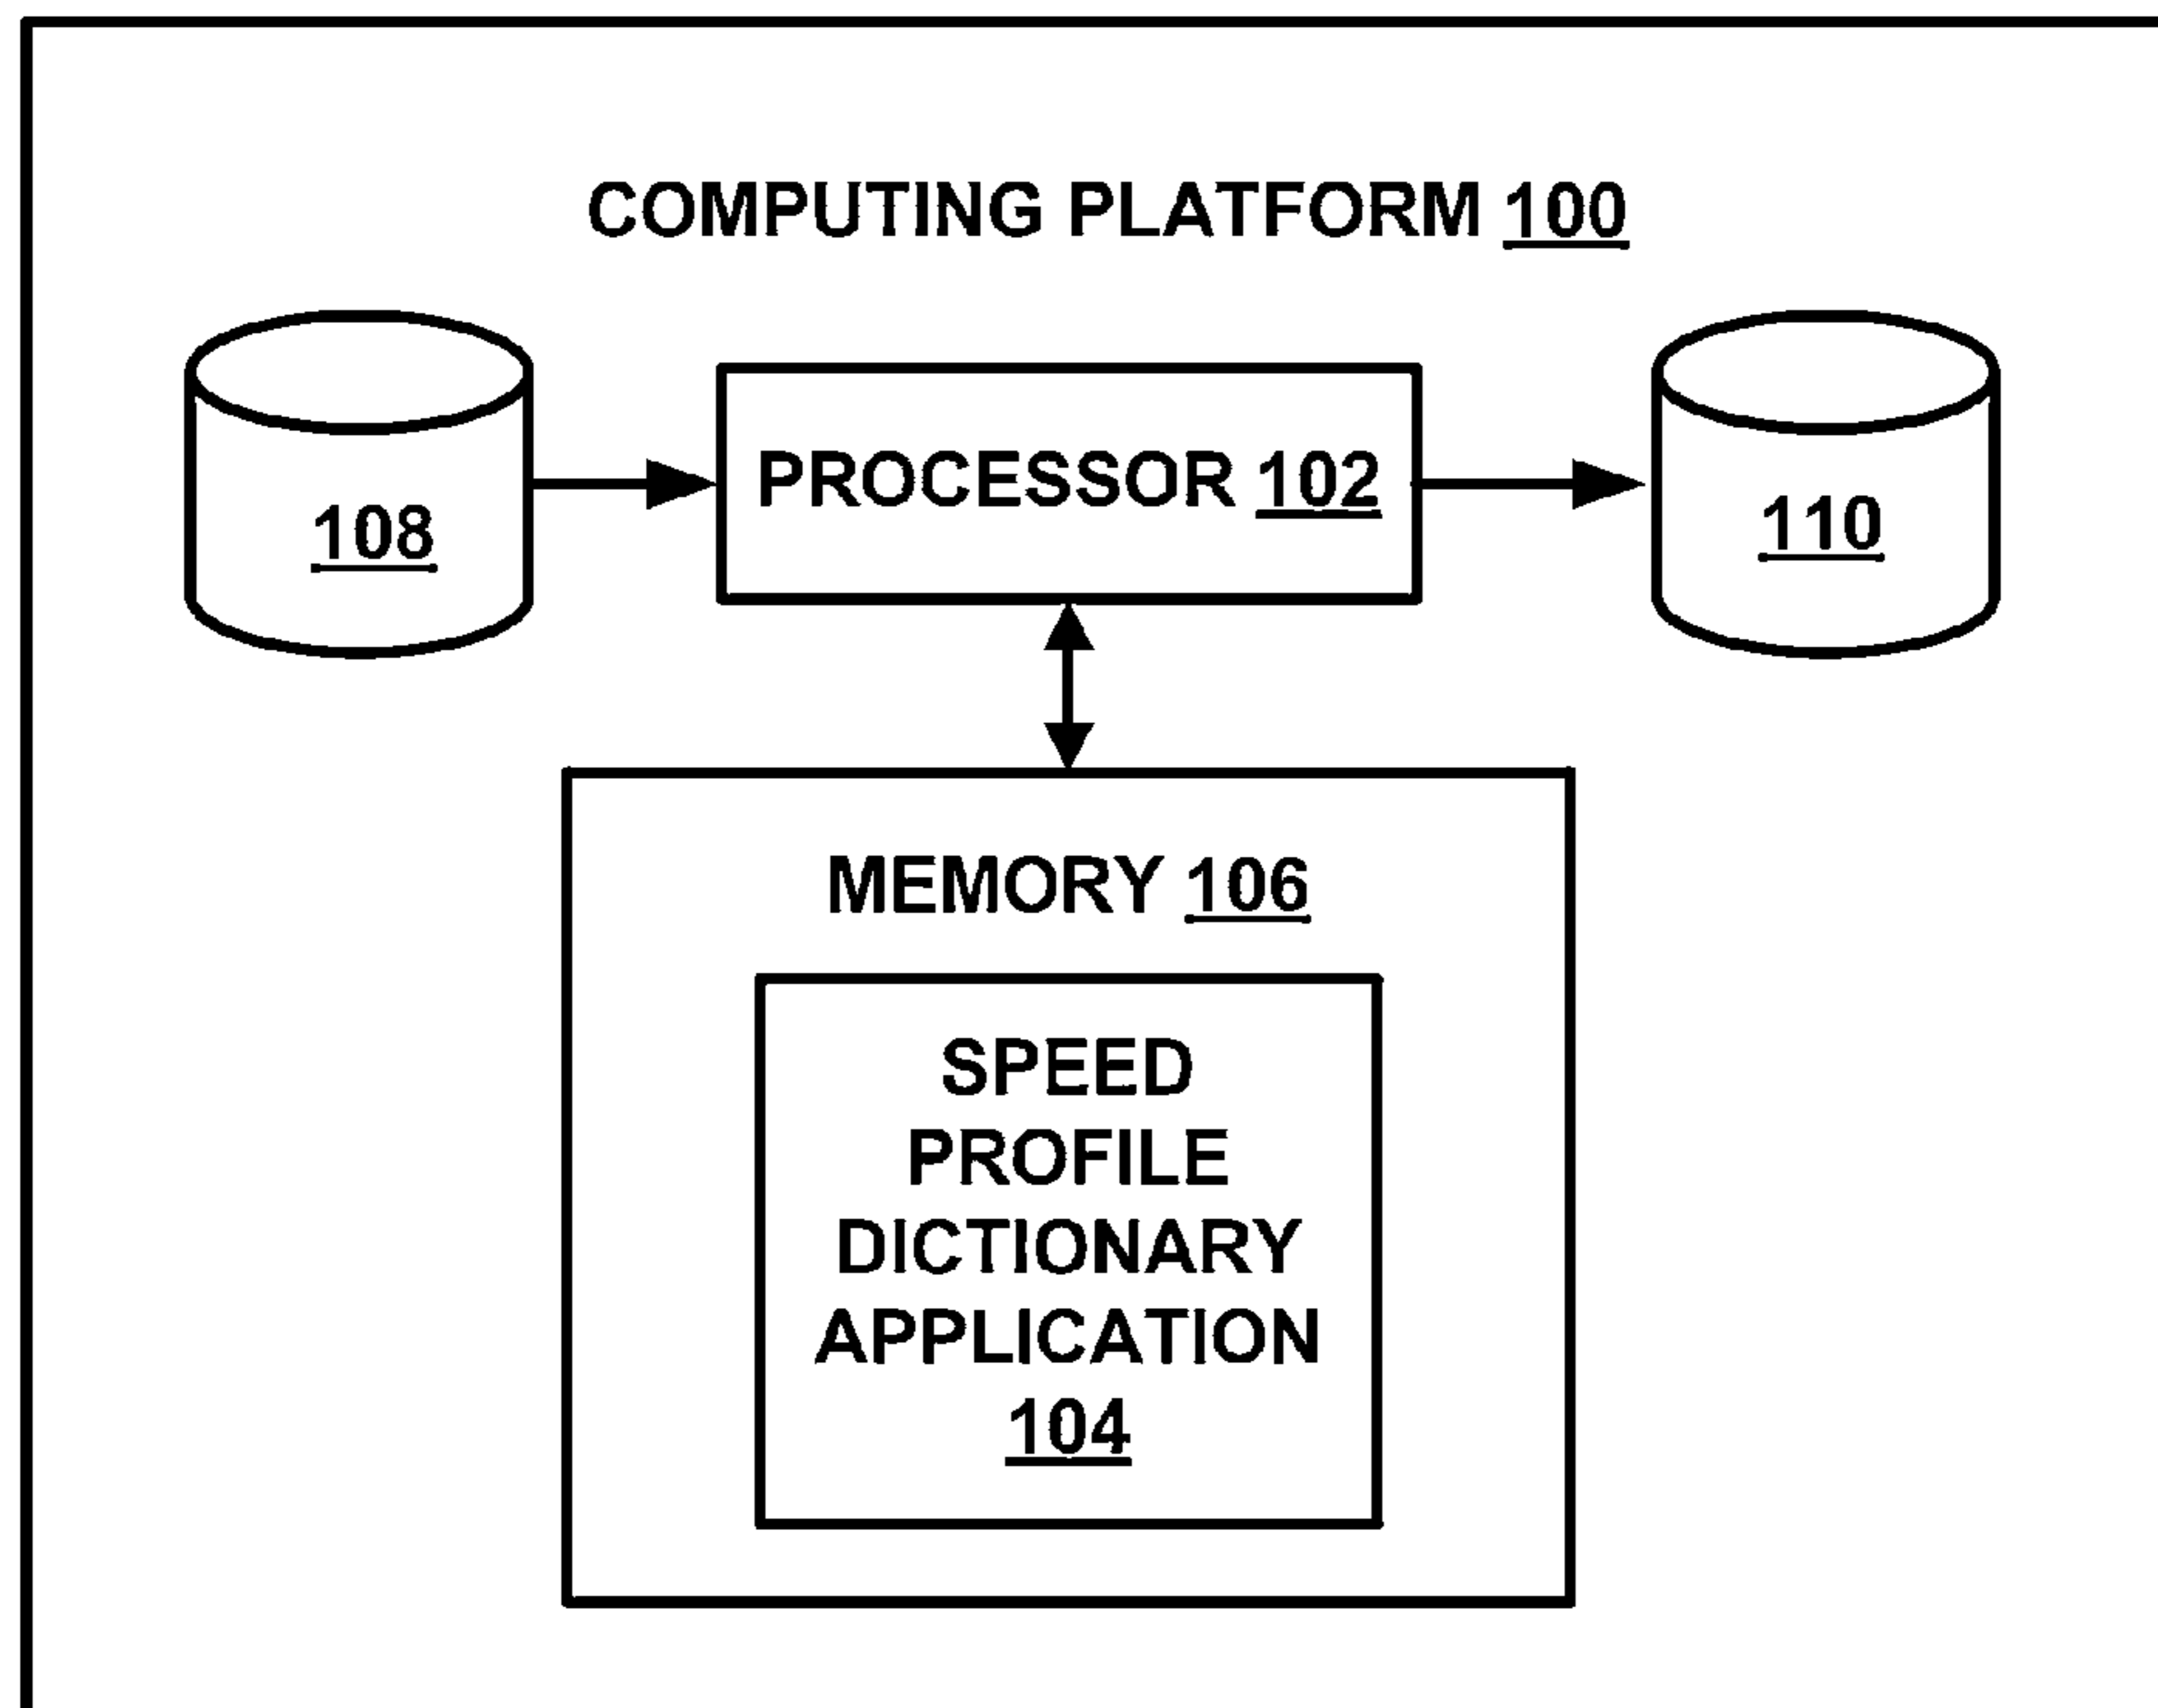 COMPUTING PLATFORM 100
108
PROCESSOR 102
110
MEMORY 106
SPEED
PROFILE
DICTIONARY
APPLICATION
104